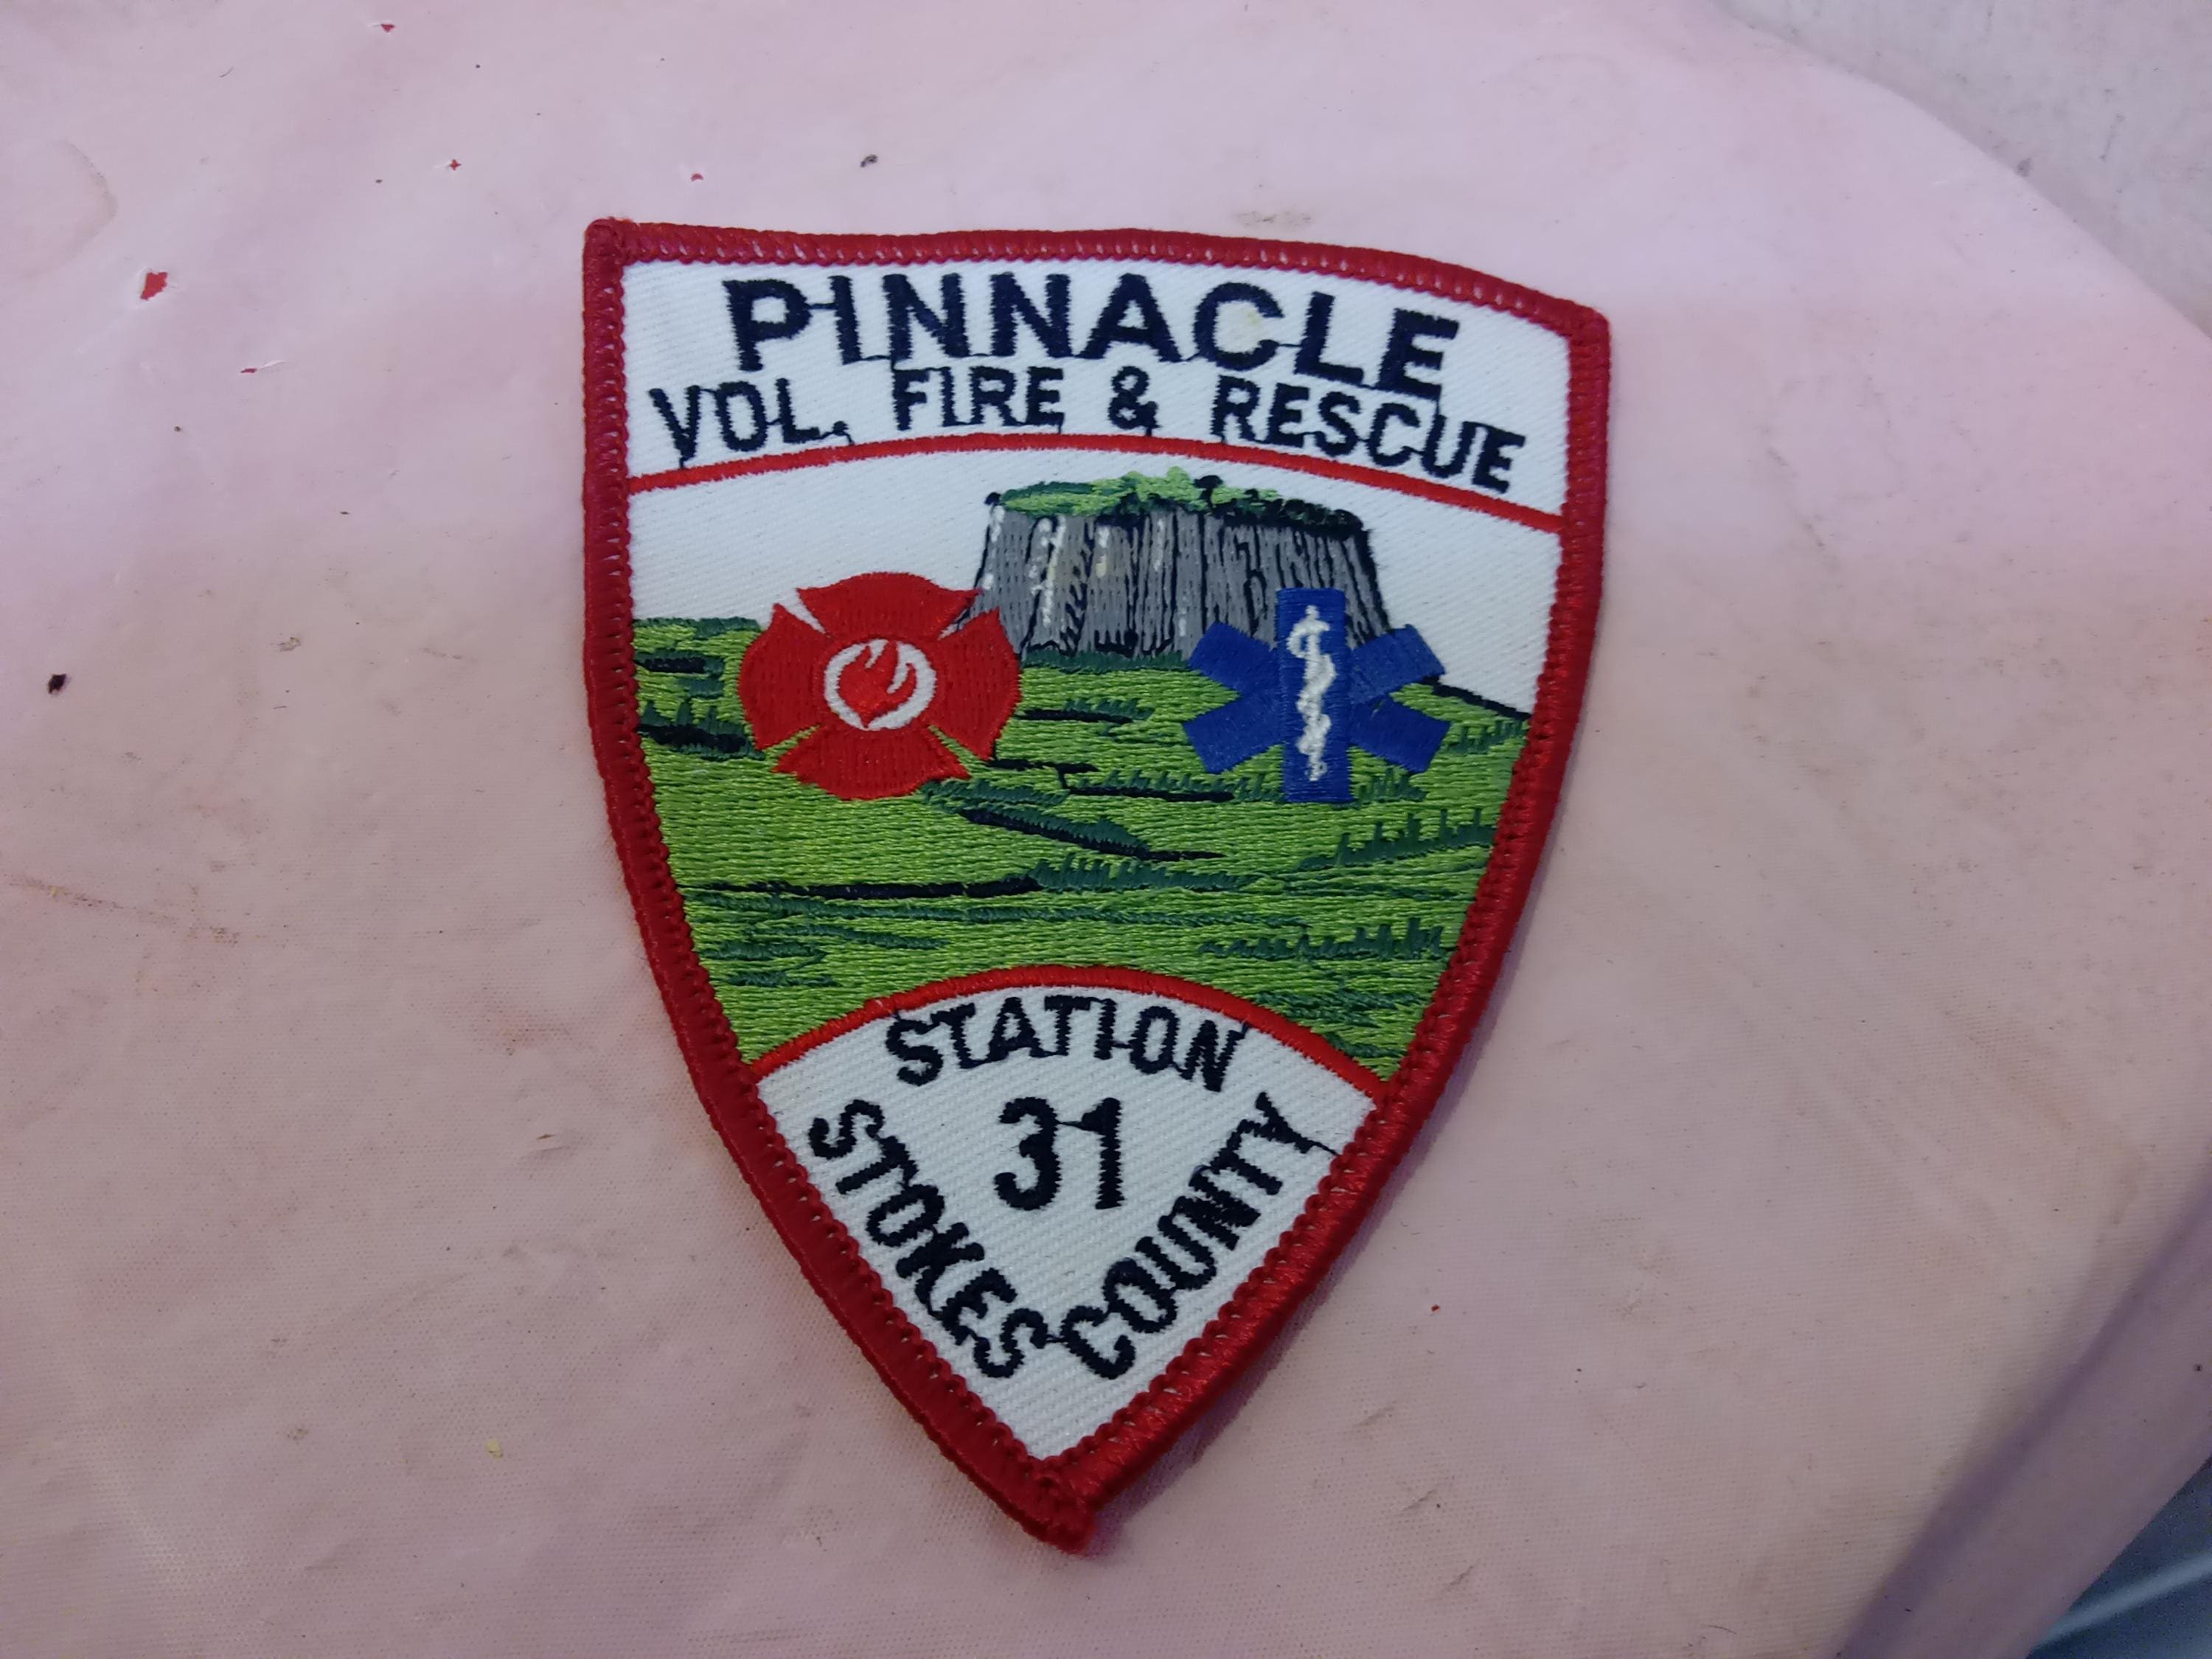 PINNACLE
VOL. FIRE & RESCUE
STATION
31
STOKES COUNTY